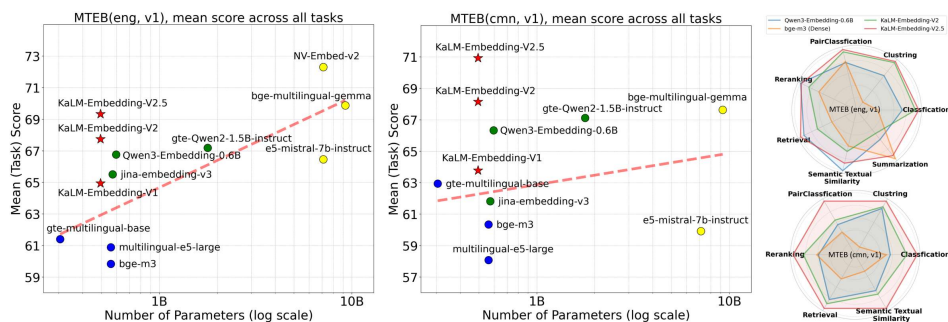 MTEB(eng, v1), mean score across all tasks
Mean (Task) Score
73
71
69
67
65
63
61
59
NV-Embed-v2
bge-multilingual-gemma
KaLM-Embedding-V2.5
KaLM-Embedding-V2
gte-Qwen2-1.5B-instruct
Qwen3-Embedding-0.6B
e5-mistral-7b-instruct
jina-embedding-v3
KaLM-Embedding-V1
gte-multilingual-base
multilingual-e5-large
bge-m3
1B
10B
Number of Parameters (log scale)
MTEB(cmn, v1), mean score across all tasks
Mean (Task) Score
71
69
67
65
63
61
59
57
KaLM-Embedding-V2.5
KaLM-Embedding-V2
bge-multilingual-gemma
gte-Qwen2-1.5B-instruct
Qwen3-Embedding-0.6B
KaLM-Embedding-V1
gte-multilingual-base
jina-embedding-v3
bge-m3
e5-mistral-7b-instruct
multilingual-e5-large
1B
10B
Number of Parameters (log scale)
Qwen3-Embedding-0.6B
bge-m3 (Dense)
KaLM-Embedding-V2
KaLM-Embedding-V2.5
PairClassfication
Clustring
Reranking
Classfication
MTEB (eng, v1)
Retrieval
Summarization
Semantic Textual
Similarity
PairClassfication
Clustring
Reranking
Classfication
MTEB (cmn, v1)
Retrieval
Semantic Textual
Similarity